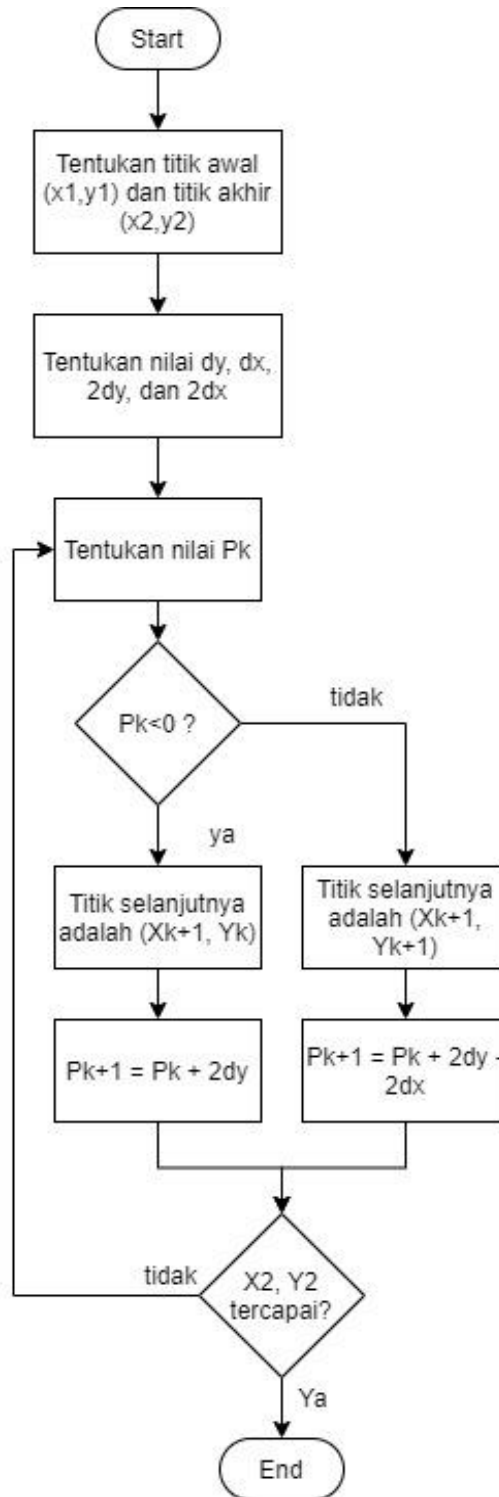 Start
Tentukan titik awal
(x1,y1) dan titik akhir
(x2,y2)
Tentukan nilai dy, dx,
2dy, dan 2dx
Tentukan nilai Pk
Pk<0 ?
tidak
ya
Titik selanjutnya
adalah (Xk+1, Yk)
Titik selanjutnya
adalah (Xk+1,
Yk+1)
Pk+1 = Pk + 2dy
Pk+1 = Pk + 2dy -
2dx
tidak
X2, Y2
tercapai?
Ya
End